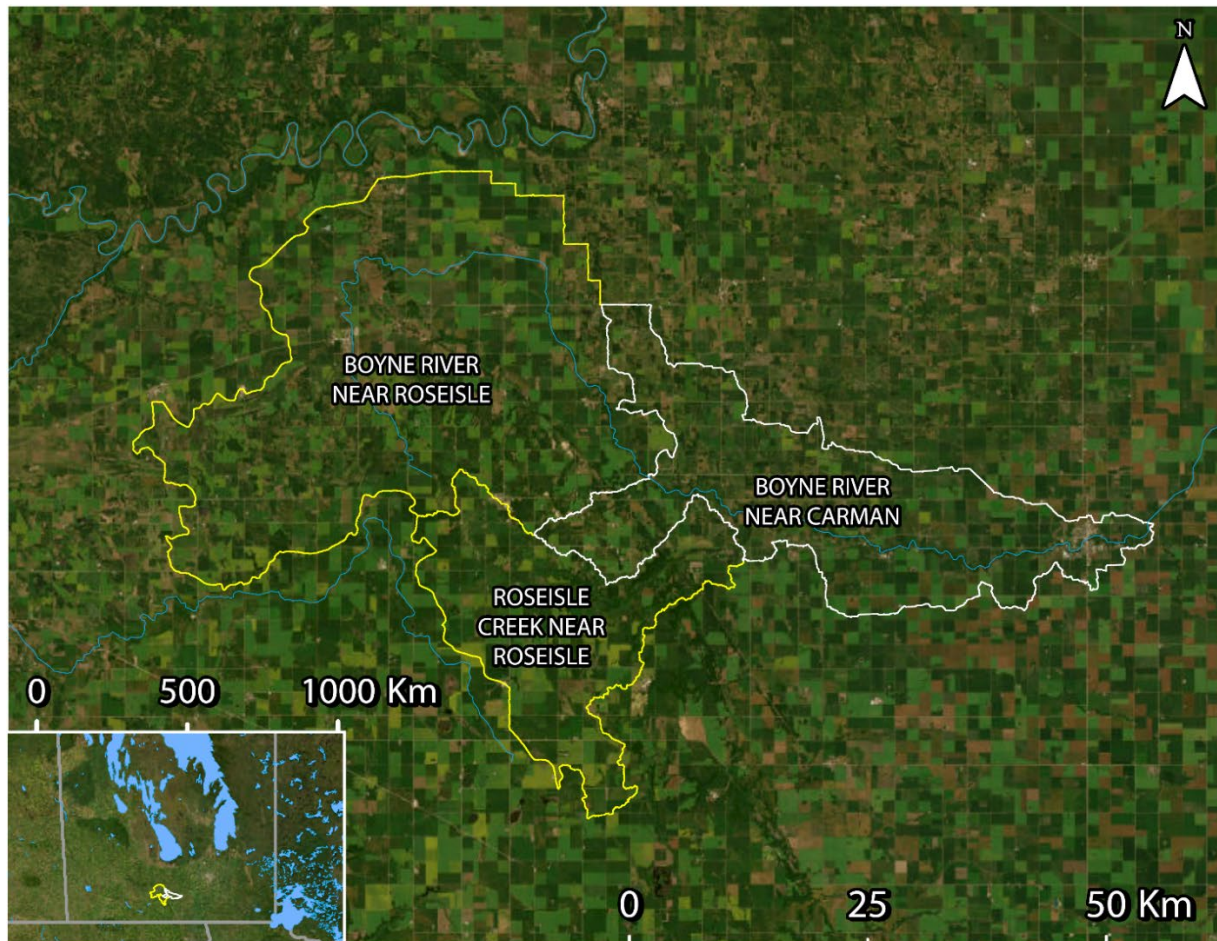 N
BOYNE RIVER
NEAR ROSEISLE
BOYNE RIVER
NEAR CARMAN
ROSEISLE
CREEK NEAR
ROSEISLE
0 500 1000 Km
0 25 50 Km